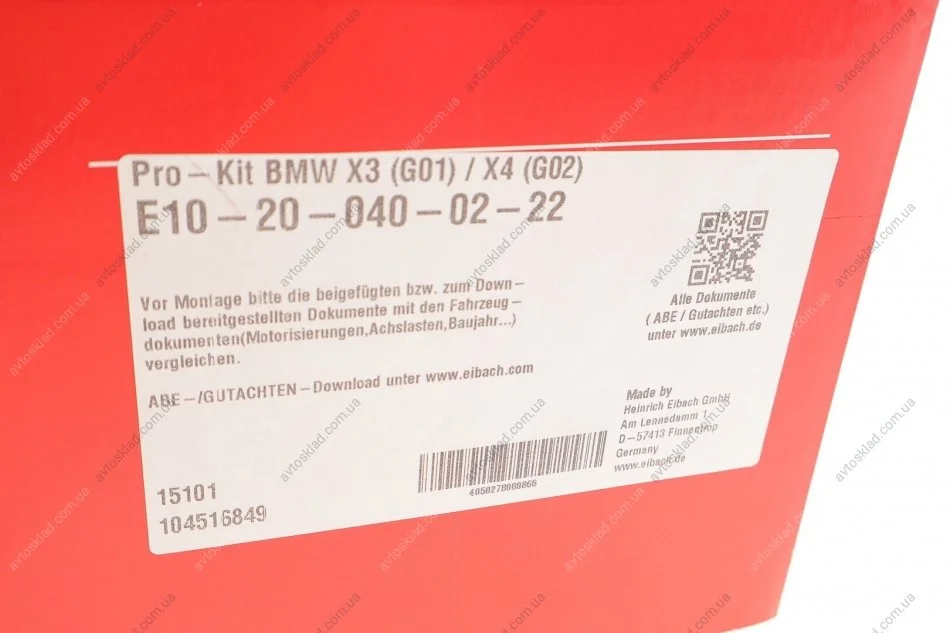 Pro – Kit BMW X3 (G01) / X4 (G02)
E10 – 20 – 040 – 02 – 22
Vor Montage bitte die beigefügten bzw. zum Down –
load bereitgestellten Dokumente mit den Fahrzeug –
dokumenten(Motorisierungen,Achslasten,Baujahr...)
vergleichen.
ABE –/GUTACHTEN – Download unter www.eibach.com
Alle Dokumente
( ABE / Gutachten etc.)
unter www.eibach.de
Made by
Heinrich Eibach GmbH
Am Lennedamm 1
D – 57413 Finnentrop
Germany
www.eibach.de
15101
104516849
avtosklad.com.ua